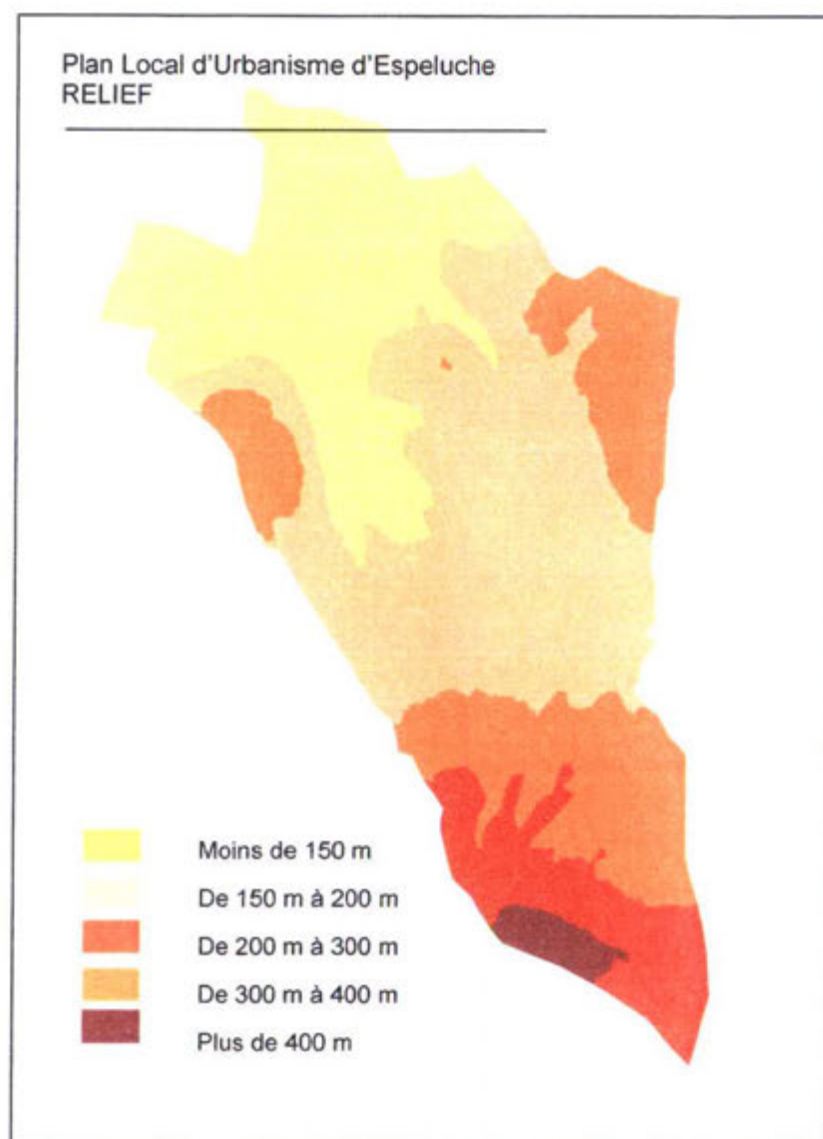 Plan Local d'Urbanisme d'Espeluche
RELIEF
Moins de 150 m
De 150 m à 200 m
De 200 m à 300 m
De 300 m à 400 m
Plus de 400 m